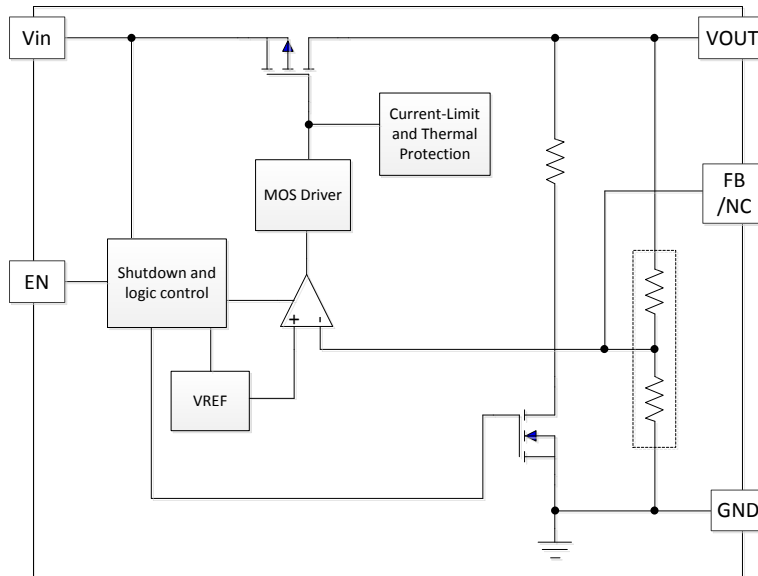 Vin
VOUT
Current-Limit
and Thermal
Protection
MOS Driver
FB
/NC
EN
Shutdown and
logic control
+
-
VREF
GND